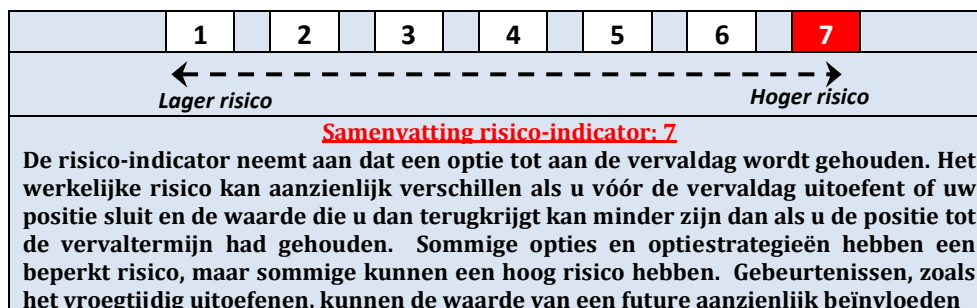 1 2 3 4 5 6 7
Lager risico Hoger risico
Samenvatting risico-indicator: 7
De risico-indicator neemt aan dat een optie tot aan de vervaldag wordt gehouden. Het
werkelijke risico kan aanzienlijk verschillen als u vóór de vervaldag uitoefent of uw
positie sluit en de waarde die u dan terugkrijgt kan minder zijn dan als u de positie tot
de vervaltermijn had gehouden. Sommige opties en optiestrategieën hebben een
beperkt risico, maar sommige kunnen een hoog risico hebben. Gebeurtenissen, zoals
het vroegtijdig uitoefenen, kunnen de waarde van een future aanzienlijk beïnvloeden